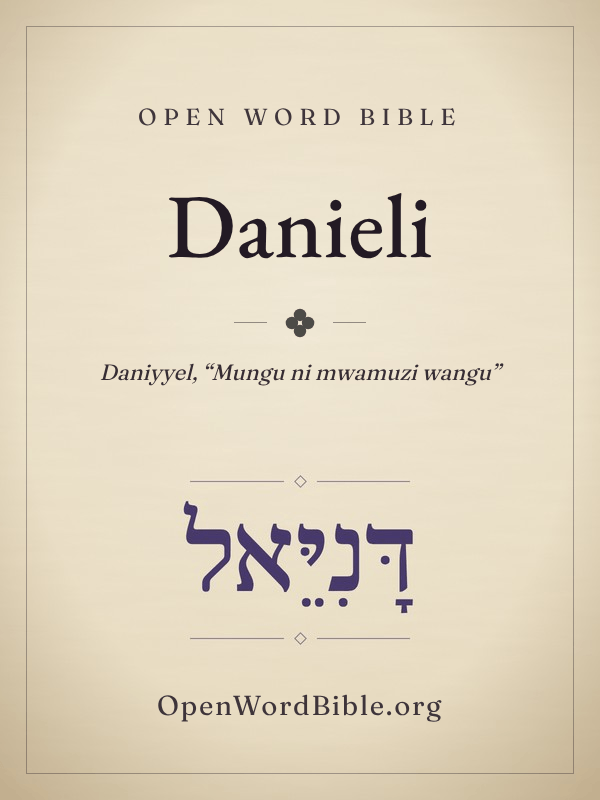 OPEN WORD BIBLE
Danieli
Daniyyel, “Mungu ni mwamuzi wangu”
דָּנִיֵּאל
OpenWordBible.org